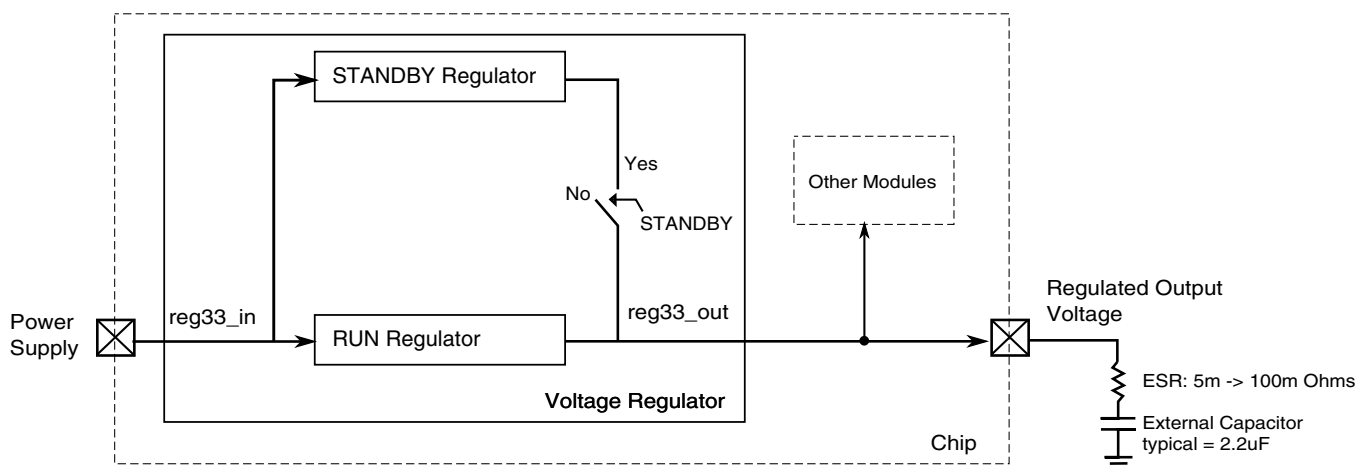 STANDBY Regulator
Yes
No
STANDBY
Other Modules
Power
Supply
reg33_in
RUN Regulator
reg33_out
Regulated Output
Voltage
Voltage Regulator
Chip
ESR: 5m -> 100m Ohms
External Capacitor
typical = 2.2uF